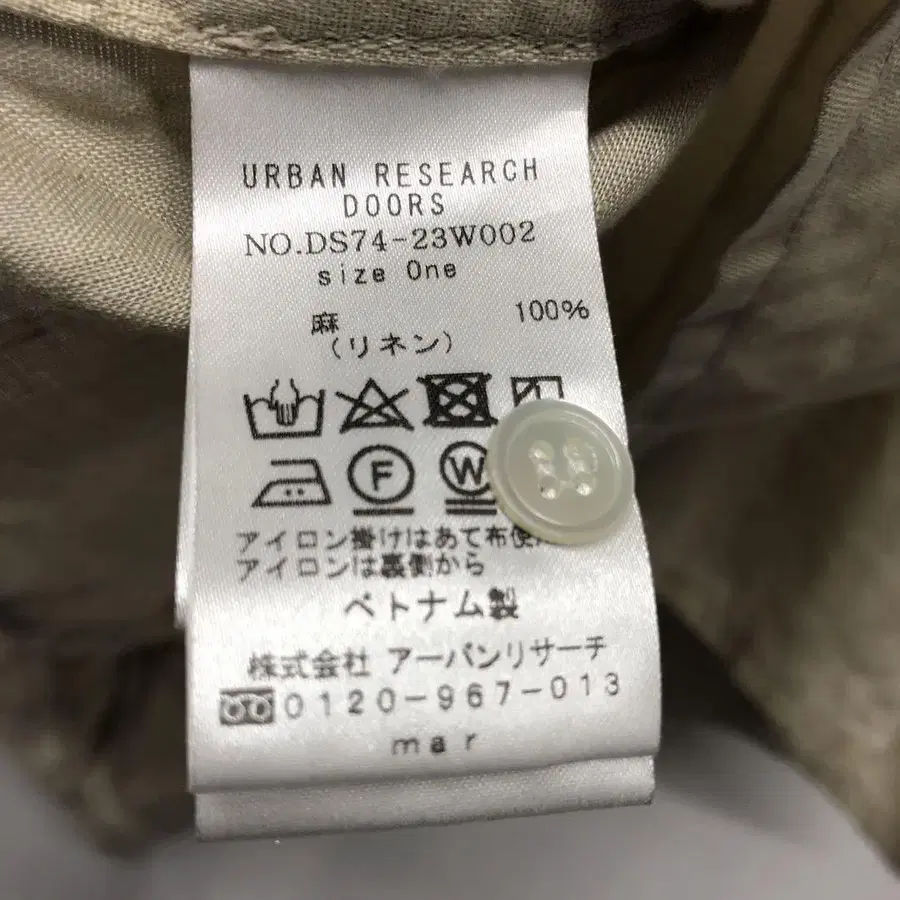 URBAN RESEARCH
DOORS
NO.DS74-23W002
size One
麻 100%
(リネン)
F W
アイロン掛けはあて布使
アイロンは裏側から
ベトナム製
株式会社 アーバンリサーチ
0120-967-013
mar